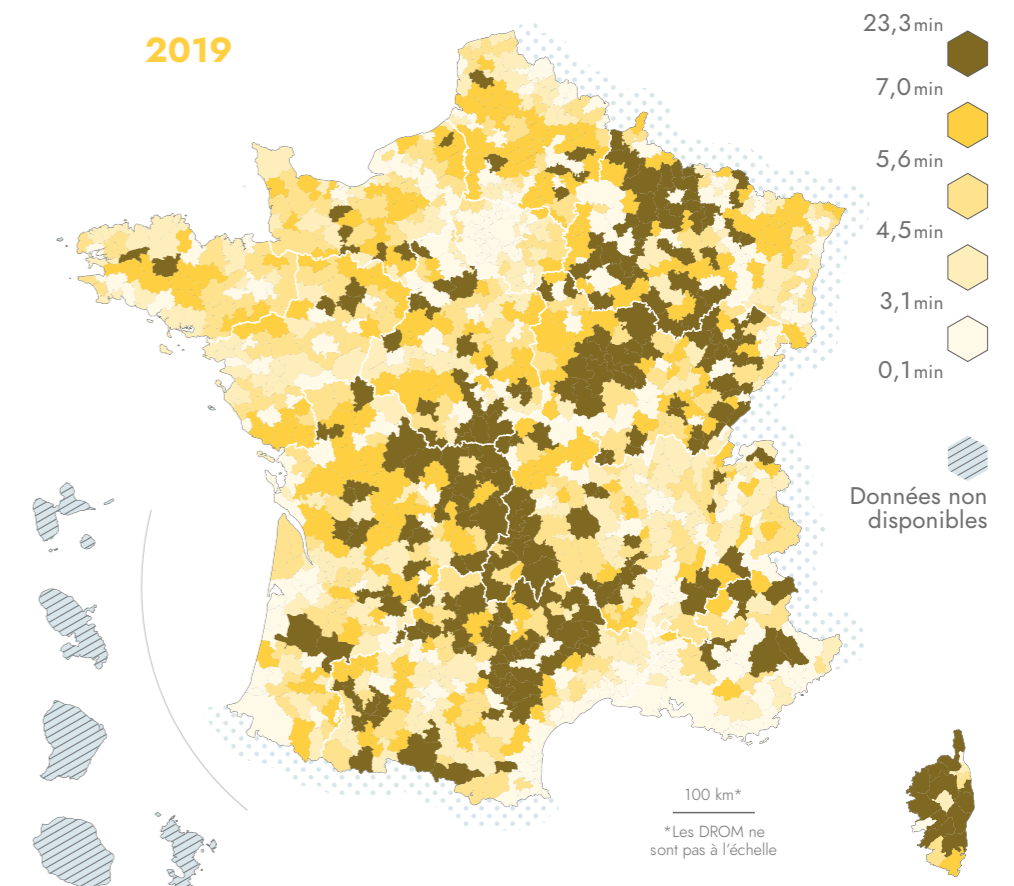 2019
23,3 min
7,0 min
5,6 min
4,5 min
3,1 min
0,1 min
Données non
disponibles
100 km*
*Les DROM ne
sont pas à l'échelle